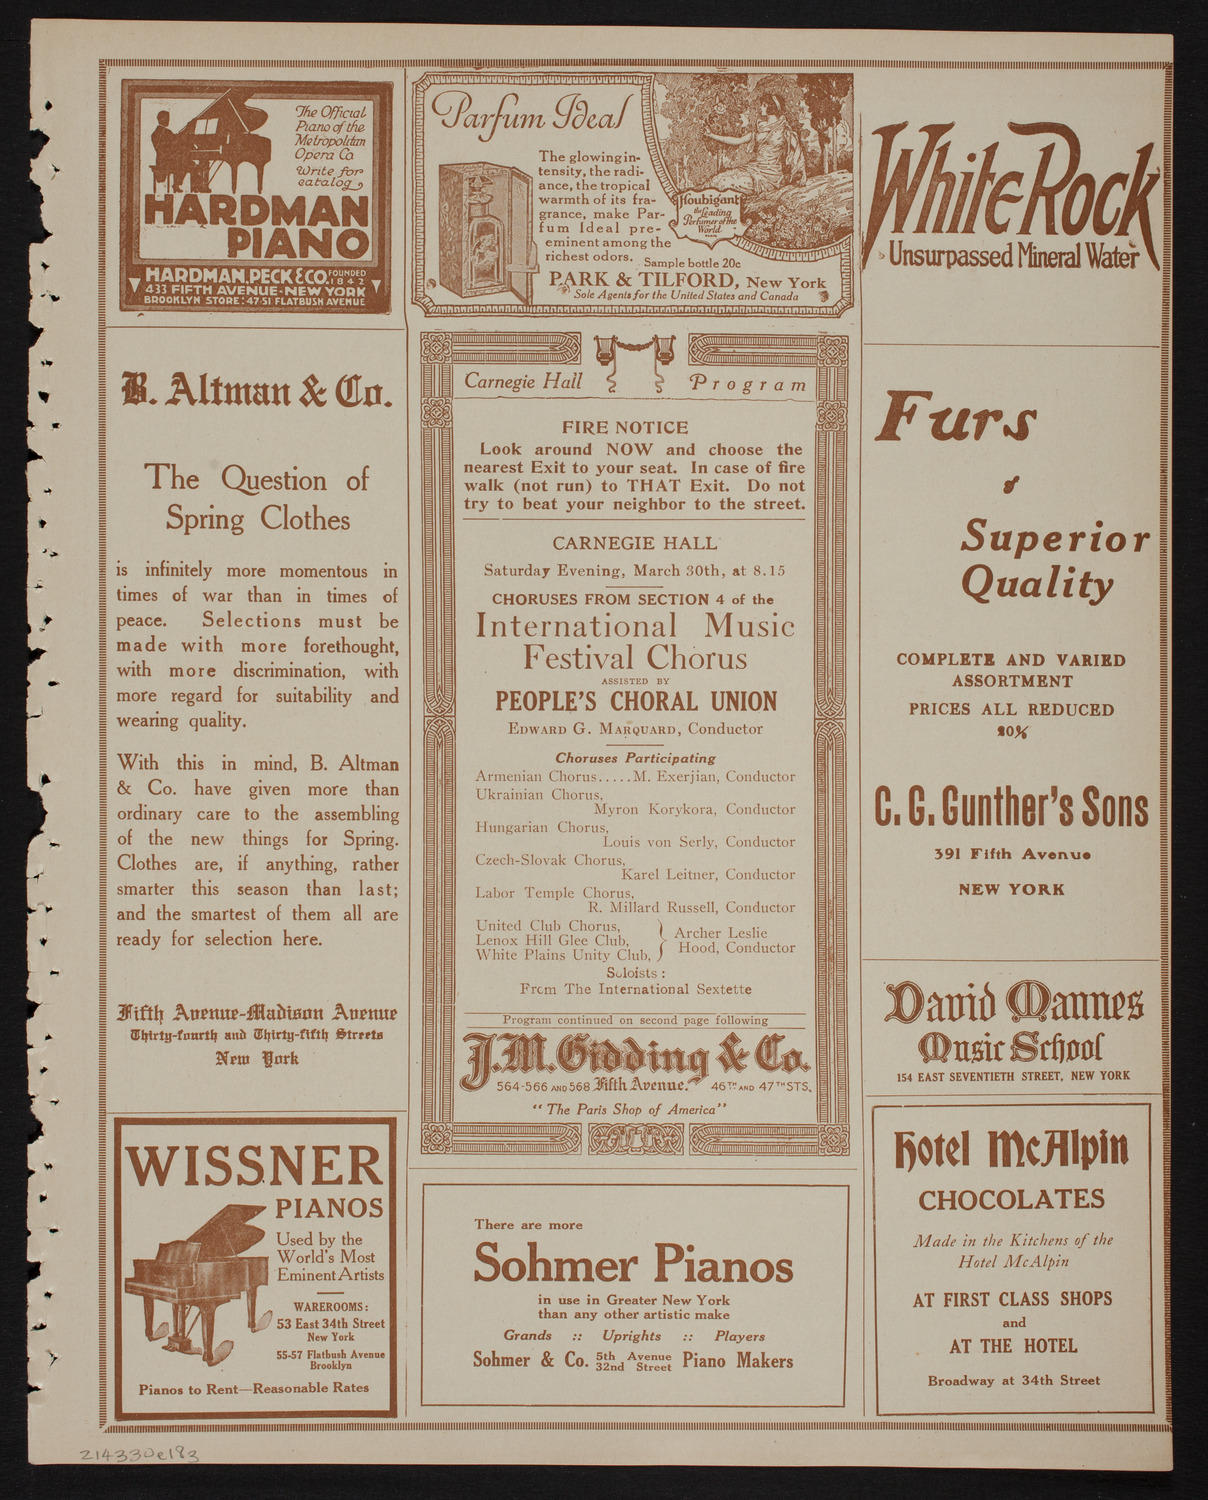 The Official
Piano of the
Metropolitan
Opera Co
Write for
catalog
HARDMAN
PIANO
HARDMAN, PECK & CO. FOUNDED 1842
433 FIFTH AVENUE · NEW YORK
BROOKLYN STORE: 47-51 FLATBUSH AVENUE
B. Altman & Co.
The Question of
Spring Clothes
is infinitely more momentous in
times of war than in times of
peace. Selections must be
made with more forethought,
with more discrimination, with
more regard for suitability and
wearing quality.
With this in mind, B. Altman
& Co. have given more than
ordinary care to the assembling
of the new things for Spring.
Clothes are, if anything, rather
smarter this season than last;
and the smartest of them all are
ready for selection here.
Fifth Avenue-Madison Avenue
Thirty-fourth and Thirty-fifth Streets
New York
WISSNER
PIANOS
Used by the
World's Most
Eminent Artists
WAREROOMS:
53 East 34th Street
New York
55-57 Flatbush Avenue
Brooklyn
Pianos to Rent—Reasonable Rates
Parfum Ideal
The glowing in-
tensity, the radi-
ance, the tropical
warmth of its fra-
grance, make Par-
fum Ideal pre-
eminent among the
richest odors.
Houbigant
the Leading
Perfumer of the
World
PARIS
Sample bottle 20c
PARK & TILFORD, New York
Sole Agents for the United States and Canada
Carnegie Hall Program
FIRE NOTICE
Look around NOW and choose the
nearest Exit to your seat. In case of fire
walk (not run) to THAT Exit. Do not
try to beat your neighbor to the street.
CARNEGIE HALL
Saturday Evening, March 30th, at 8.15
CHORUSES FROM SECTION 4 of the
International Music
Festival Chorus
ASSISTED BY
PEOPLE'S CHORAL UNION
EDWARD G. MARQUARD, Conductor
Choruses Participating
Armenian Chorus.....M. Exerjian, Conductor
Ukrainian Chorus,
Myron Korykora, Conductor
Hungarian Chorus,
Louis von Serly, Conductor
Czech-Slovak Chorus,
Karel Leitner, Conductor
Labor Temple Chorus,
R. Millard Russell, Conductor
United Club Chorus,
Lenox Hill Glee Club,
White Plains Unity Club,
Archer Leslie
Hood, Conductor
Soloists:
From The International Sextette
Program continued on second page following
J.M. Gidding & Co.
564-566 AND 568 Fifth Avenue. 46TH AND 47TH STS.
"The Paris Shop of America"
There are more
Sohmer Pianos
in use in Greater New York
than any other artistic make
Grands :: Uprights :: Players
Sohmer & Co. 5th Avenue 32nd Street Piano Makers
White Rock
Unsurpassed Mineral Water
Furs
of
Superior
Quality
COMPLETE AND VARIED
ASSORTMENT
PRICES ALL REDUCED
20%
C. G. Gunther's Sons
391 Fifth Avenue
NEW YORK
David Mannes
Music School
154 EAST SEVENTIETH STREET, NEW YORK
Hotel McAlpin
CHOCOLATES
Made in the Kitchens of the
Hotel McAlpin
AT FIRST CLASS SHOPS
and
AT THE HOTEL
Broadway at 34th Street
214330e183